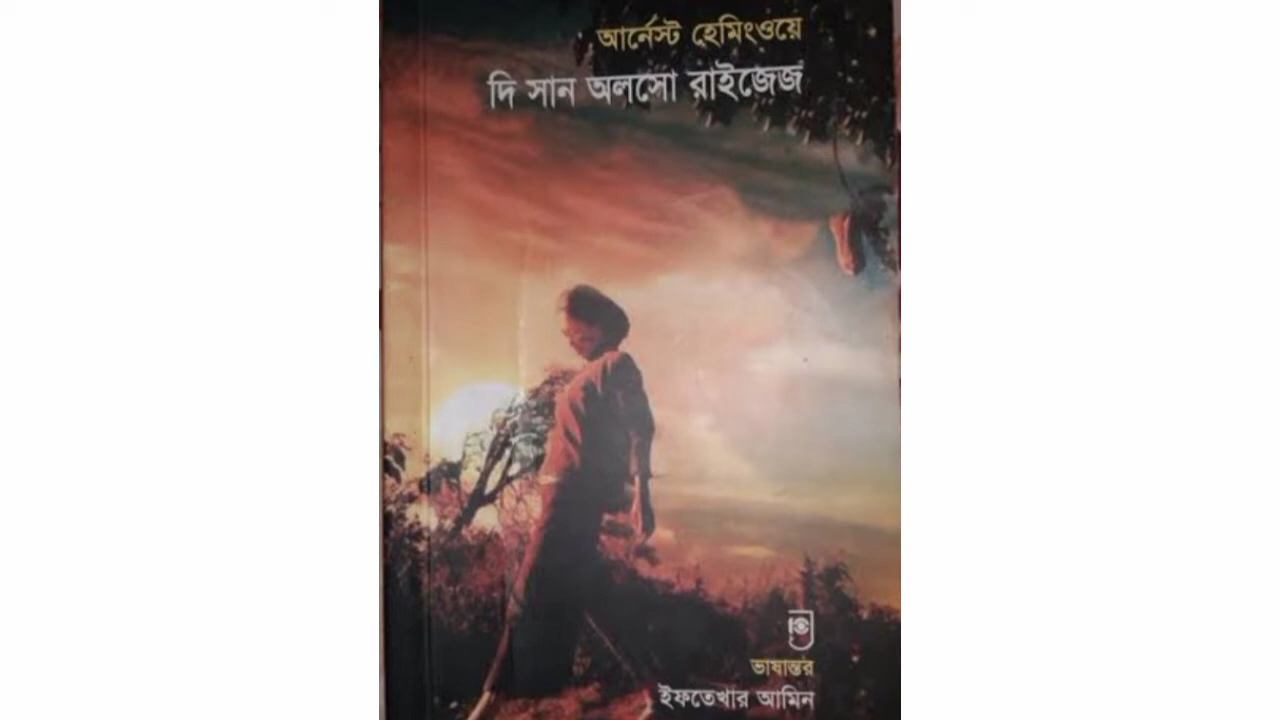 আর্নেস্ট হেমিংওয়ে
দি সান অলসো রাইজেজ
ভাষান্তর
ইফতেখার আমিন